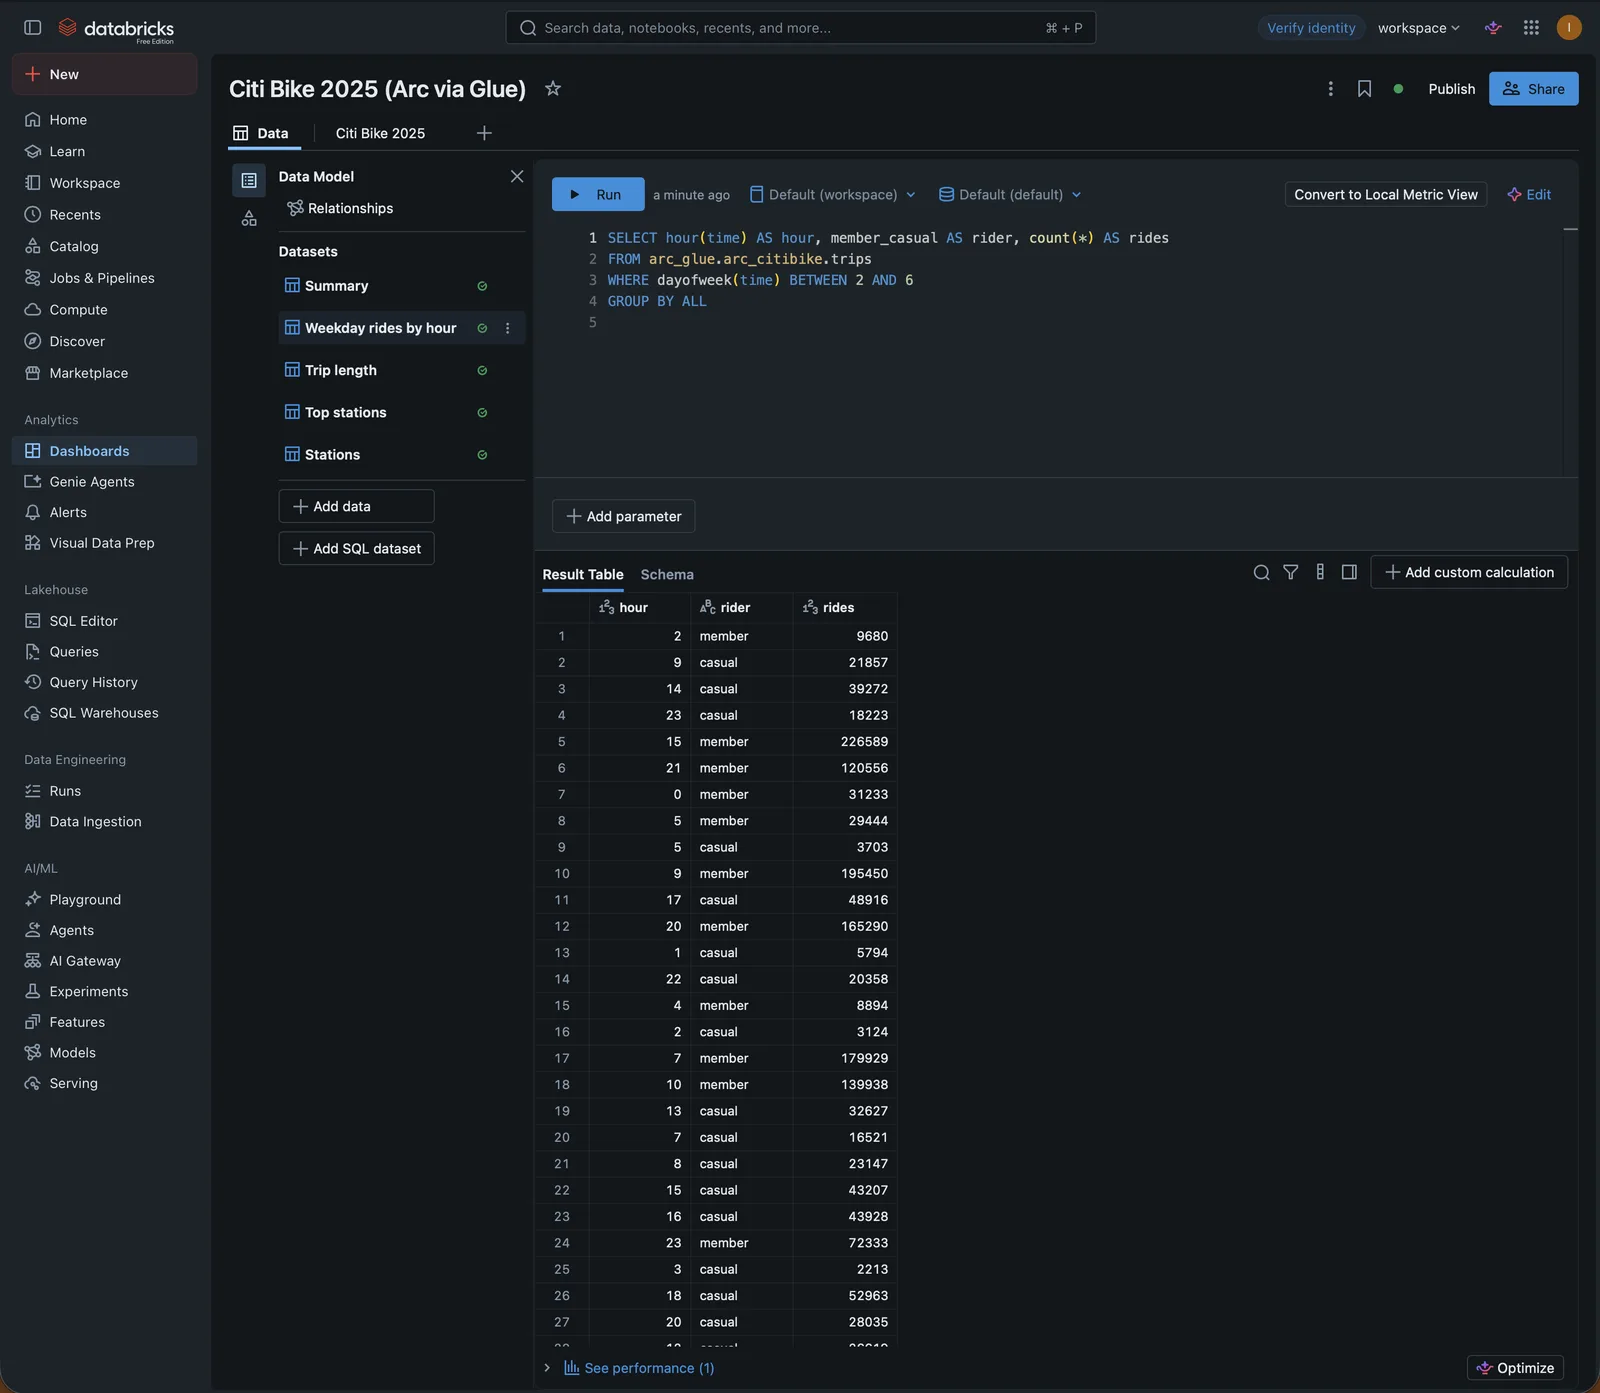 databricks
Free Edition
Search data, notebooks, recents, and more...
⌘ + P
Verify identity
workspace
I
New
Home
Learn
Workspace
Recents
Catalog
Jobs & Pipelines
Compute
Discover
Marketplace
Analytics
Dashboards
Genie Agents
Alerts
Visual Data Prep
Lakehouse
SQL Editor
Queries
Query History
SQL Warehouses
Data Engineering
Runs
Data Ingestion
AI/ML
Playground
Agents
AI Gateway
Experiments
Features
Models
Serving
Citi Bike 2025 (Arc via Glue)
Publish
Share
Data
Citi Bike 2025
Data Model
Relationships
Datasets
Summary
Weekday rides by hour
Trip length
Top stations
Stations
Add data
Add SQL dataset
Run
a minute ago
Default (workspace)
Default (default)
Convert to Local Metric View
Edit
1 SELECT hour(time) AS hour, member_casual AS rider, count(*) AS rides
2 FROM arc_glue.arc_citibike.trips
3 WHERE dayofweek(time) BETWEEN 2 AND 6
4 GROUP BY ALL
5
Add parameter
Result Table
Schema
Add custom calculation
123 hour ABC rider 123 rides
1 2 member 9680
2 9 casual 21857
3 14 casual 39272
4 23 casual 18223
5 15 member 226589
6 21 member 120556
7 0 member 31233
8 5 member 29444
9 5 casual 3703
10 9 member 195450
11 17 casual 48916
12 20 member 165290
13 1 casual 5794
14 22 casual 20358
15 4 member 8894
16 2 casual 3124
17 7 member 179929
18 10 member 139938
19 13 casual 32627
20 7 casual 16521
21 8 casual 23147
22 15 casual 43207
23 16 casual 43928
24 23 member 72333
25 3 casual 2213
26 18 casual 52963
27 20 casual 28035
See performance (1)
Optimize